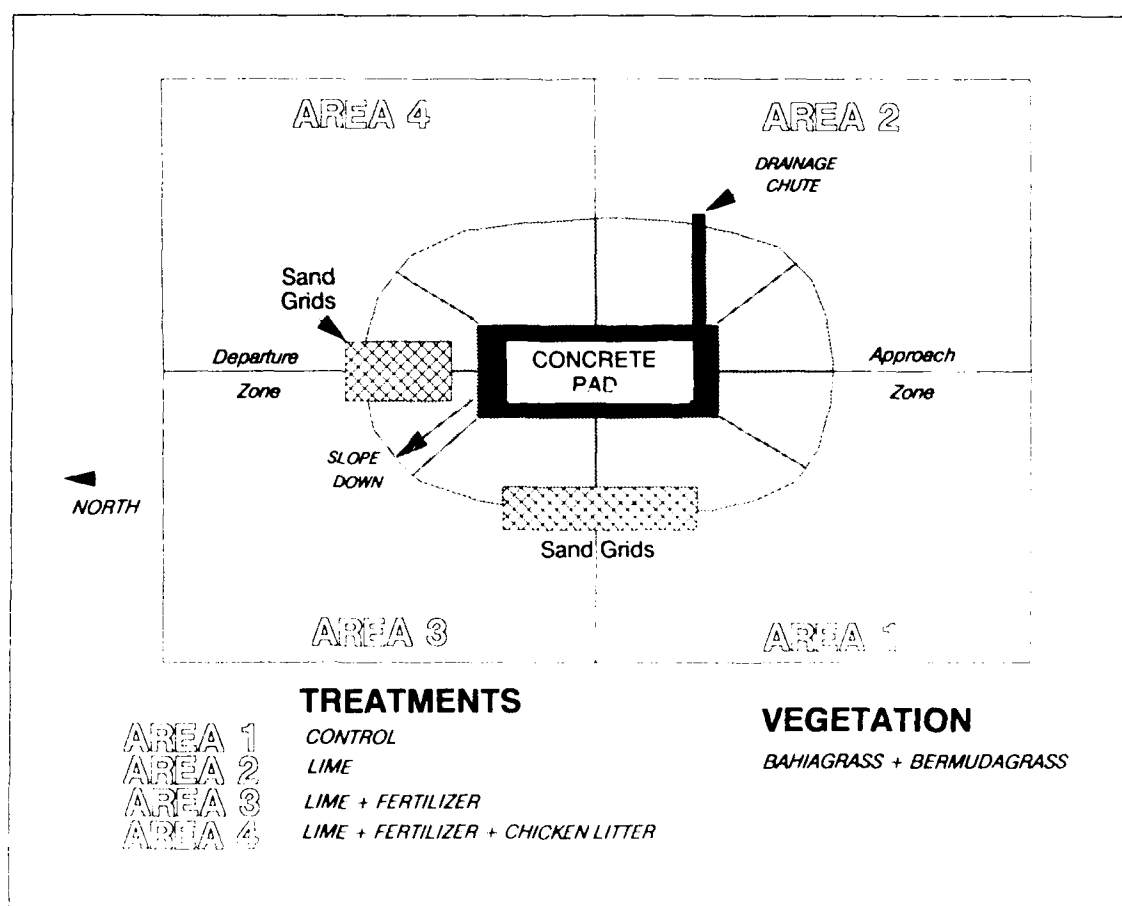 AREA 4
AREA 2
DRAINAGE
CHUTE
Sand
Grids
Departure
Zone
CONCRETE
PAD
Approach
Zone
SLOPE
DOWN
NORTH
Sand Grids
AREA 3
AREA 1
TREATMENTS
AREA 1 CONTROL
AREA 2 LIME
AREA 3 LIME + FERTILIZER
AREA 4 LIME + FERTILIZER + CHICKEN LITTER
VEGETATION
BAHIAGRASS + BERMUDAGRASS